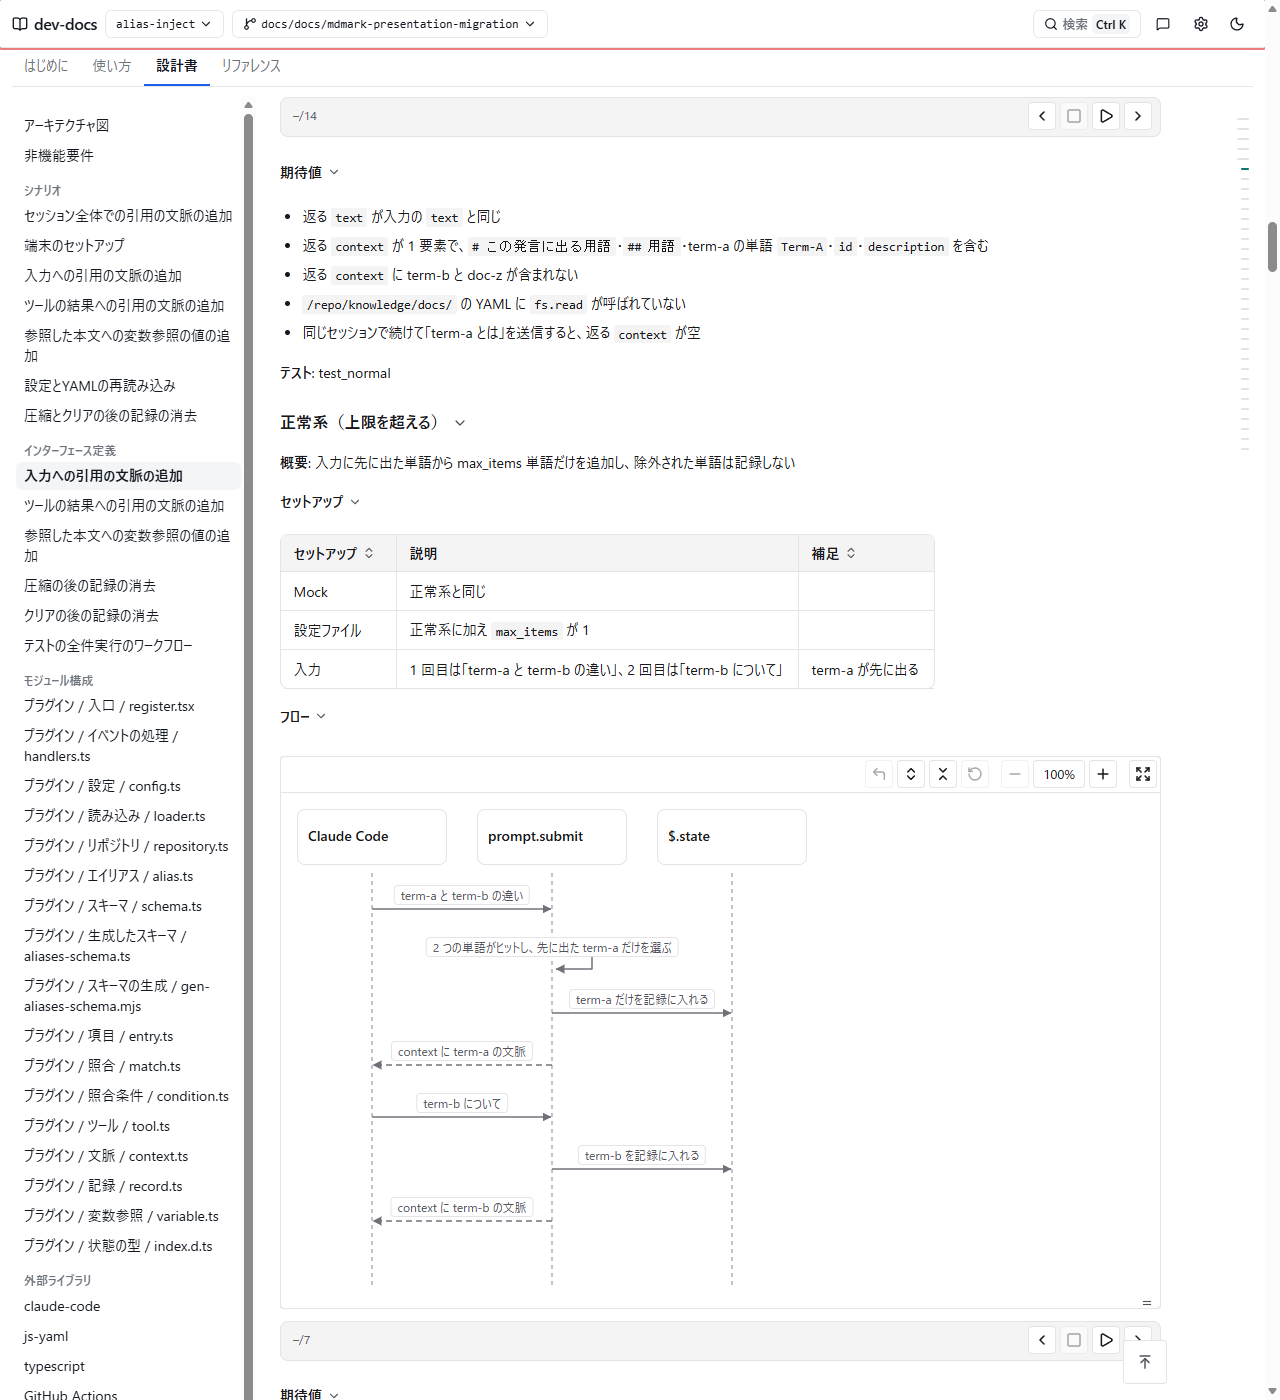 dev-docs
alias-inject
docs/docs/mdmark-presentation-migration
検索 Ctrl K
はじめに 使い方 設計書 リファレンス
アーキテクチャ図
非機能要件
シナリオ
セッション全体での引用の文脈の追加
端末のセットアップ
入力への引用の文脈の追加
ツールの結果への引用の文脈の追加
参照した本文への変数参照の値の追
加
設定とYAMLの再読み込み
圧縮とクリアの後の記録の消去
インターフェース定義
入力への引用の文脈の追加
ツールの結果への引用の文脈の追加
参照した本文への変数参照の値の追
加
圧縮の後の記録の消去
クリアの後の記録の消去
テストの全件実行のワークフロー
モジュール構成
プラグイン / 入口 / register.tsx
プラグイン / イベントの処理 /
handlers.ts
プラグイン / 設定 / config.ts
プラグイン / 読み込み / loader.ts
プラグイン / リポジトリ / repository.ts
プラグイン / エイリアス / alias.ts
プラグイン / スキーマ / schema.ts
プラグイン / 生成したスキーマ /
aliases-schema.ts
プラグイン / スキーマの生成 / gen-
aliases-schema.mjs
プラグイン / 項目 / entry.ts
プラグイン / 照合 / match.ts
プラグイン / 照合条件 / condition.ts
プラグイン / ツール / tool.ts
プラグイン / 文脈 / context.ts
プラグイン / 記録 / record.ts
プラグイン / 変数参照 / variable.ts
プラグイン / 状態の型 / index.d.ts
外部ライブラリ
claude-code
js-yaml
typescript
GitHub Actions
–/14
期待値
• 返る text が入力の text と同じ
• 返る context が 1 要素で、# この発言に出る用語 ・ ## 用語 ・term-a の単語 Term-A ・ id ・ description を含む
• 返る context に term-b と doc-z が含まれない
• /repo/knowledge/docs/ の YAML に fs.read が呼ばれていない
• 同じセッションで続けて「term-a とは」を送信すると、返る context が空
テスト: test_normal
正常系（上限を超える）
概要: 入力に先に出た単語から max_items 単語だけを追加し、除外された単語は記録しない
セットアップ
セットアップ 説明 補足
Mock 正常系と同じ
設定ファイル 正常系に加え max_items が 1
入力 1 回目は「term-a と term-b の違い」、2 回目は「term-b について」 term-a が先に出る
フロー
100%
Claude Code prompt.submit $.state
term-a と term-b の違い
2 つの単語がヒットし、先に出た term-a だけを選ぶ
term-a だけを記録に入れる
context に term-a の文脈
term-b について
term-b を記録に入れる
context に term-b の文脈
–/7
期待値